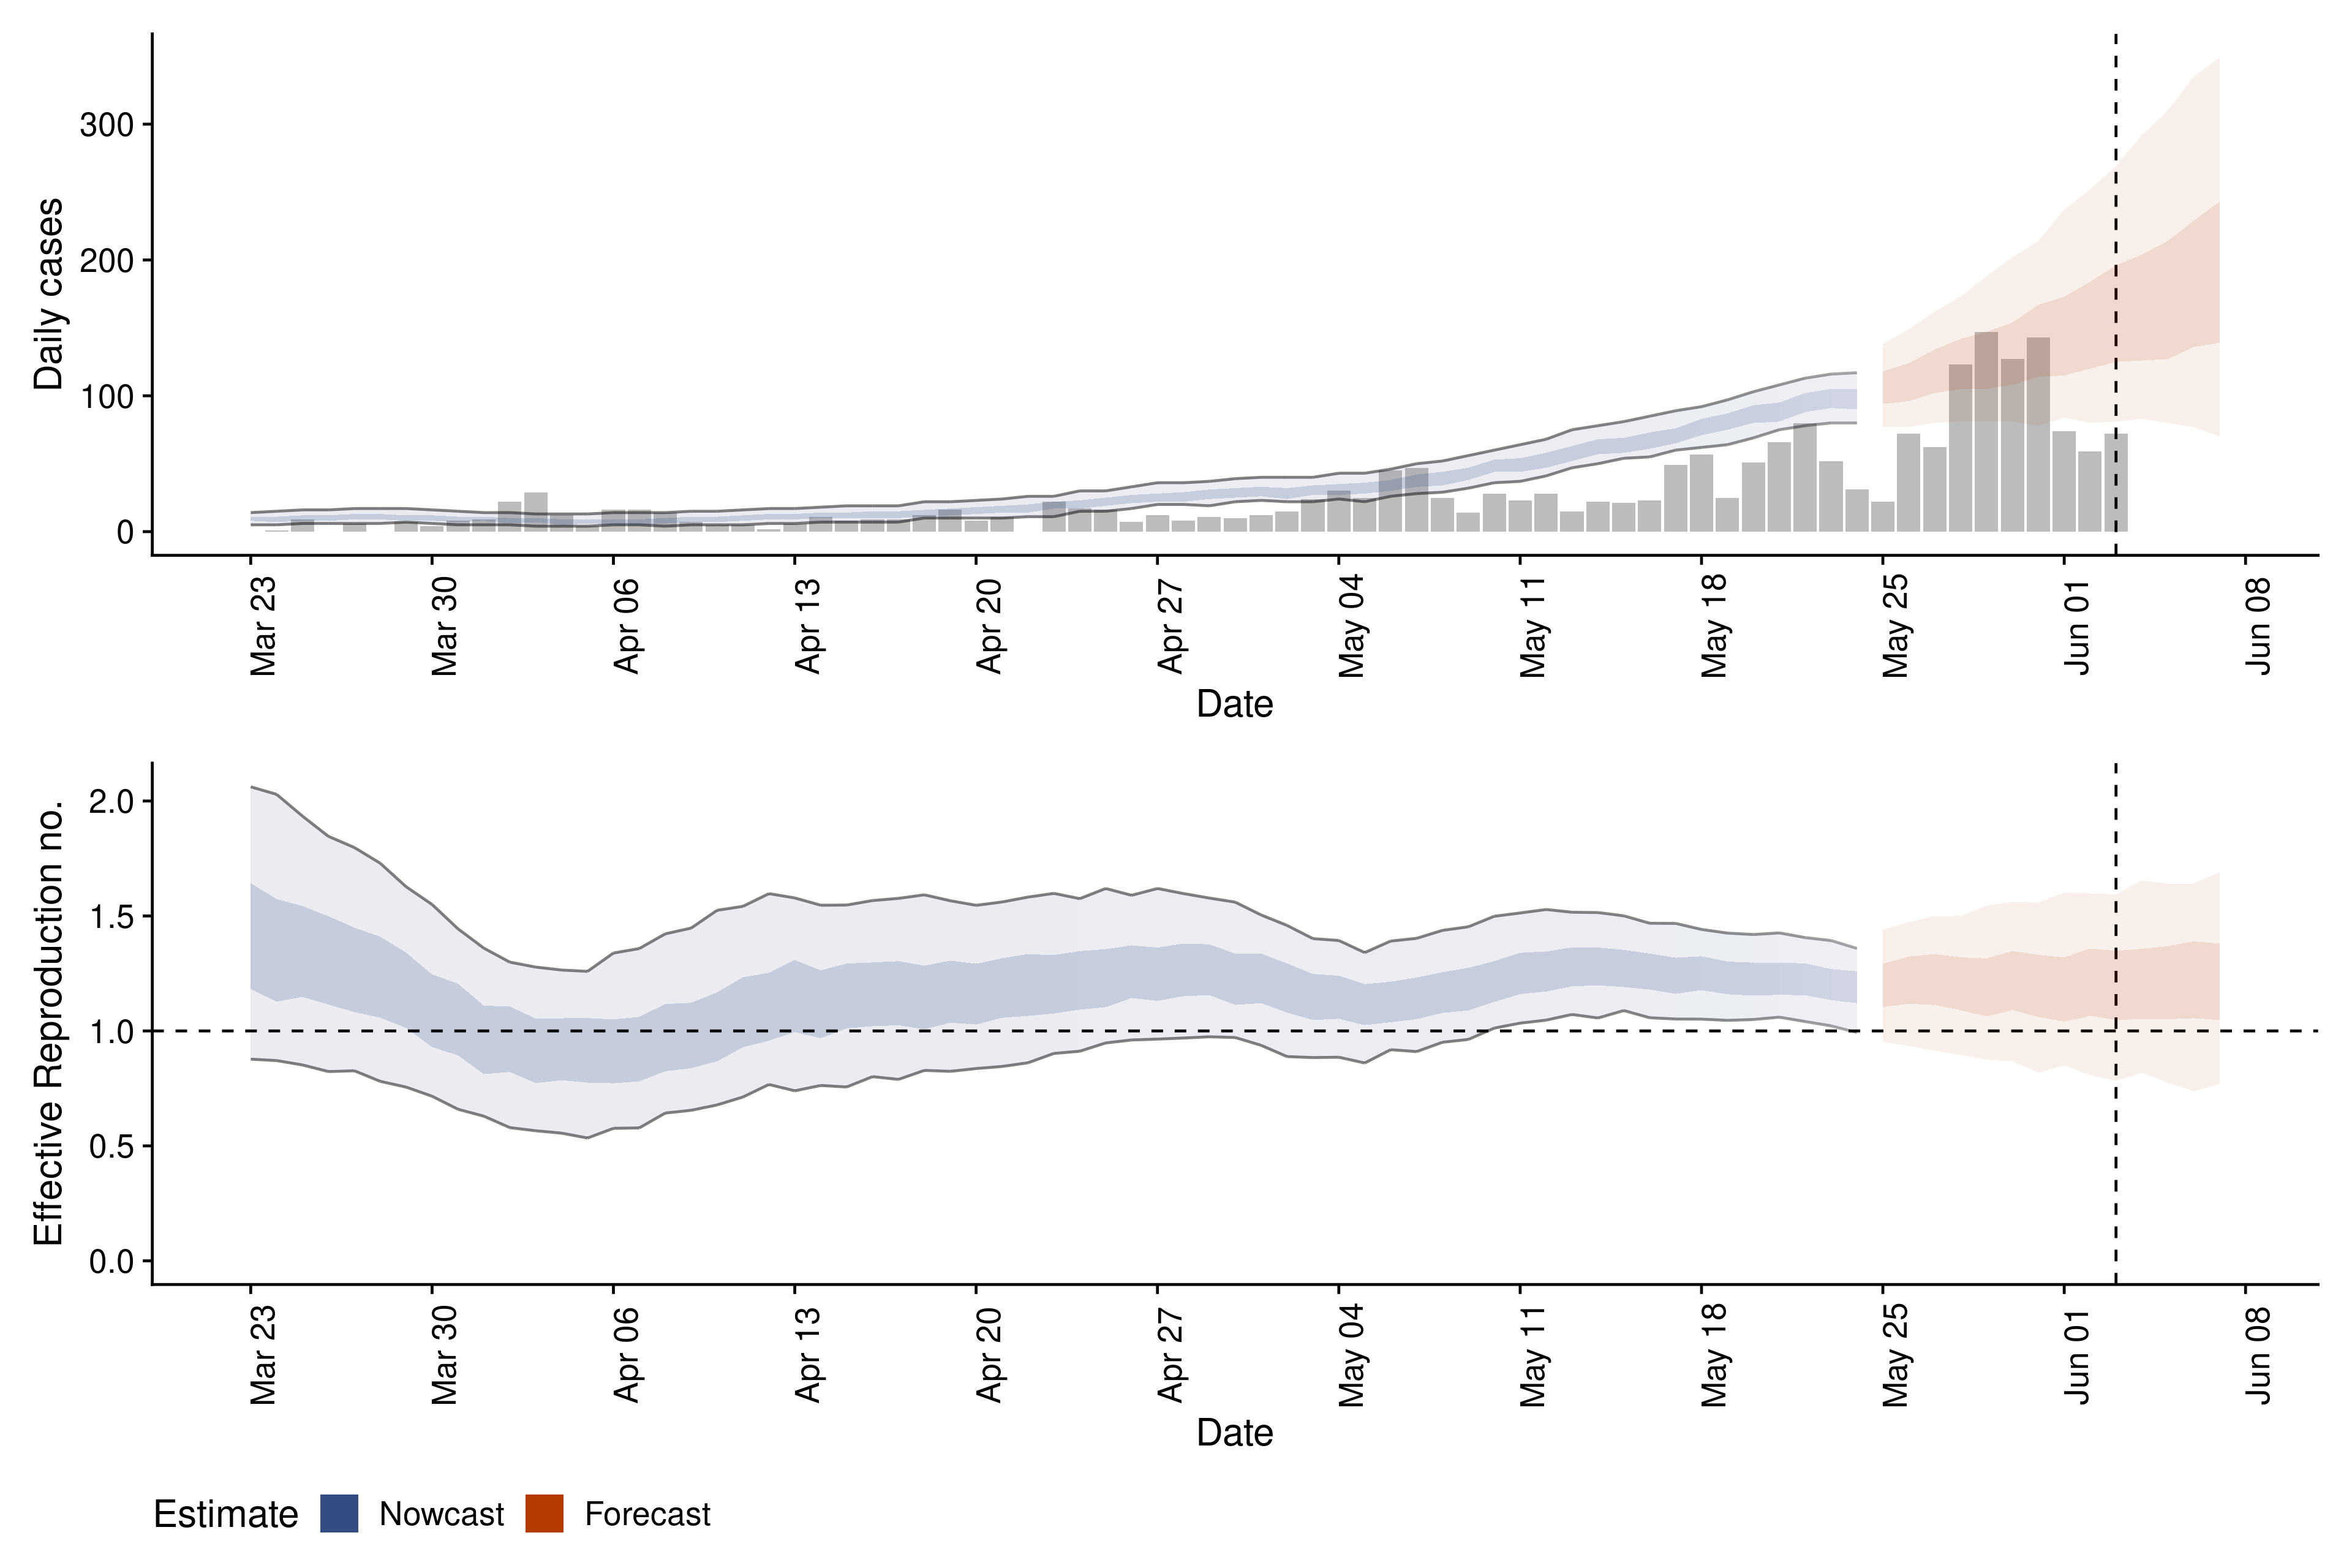 Daily cases
300
200
100
0
Mar 23
Mar 30
Apr 06
Apr 13
Apr 20
Apr 27
May 04
May 11
May 18
May 25
Jun 01
Jun 08
Date
Effective Reproduction no.
2.0
1.5
1.0
0.5
0.0
Mar 23
Mar 30
Apr 06
Apr 13
Apr 20
Apr 27
May 04
May 11
May 18
May 25
Jun 01
Jun 08
Date
Estimate Nowcast Forecast